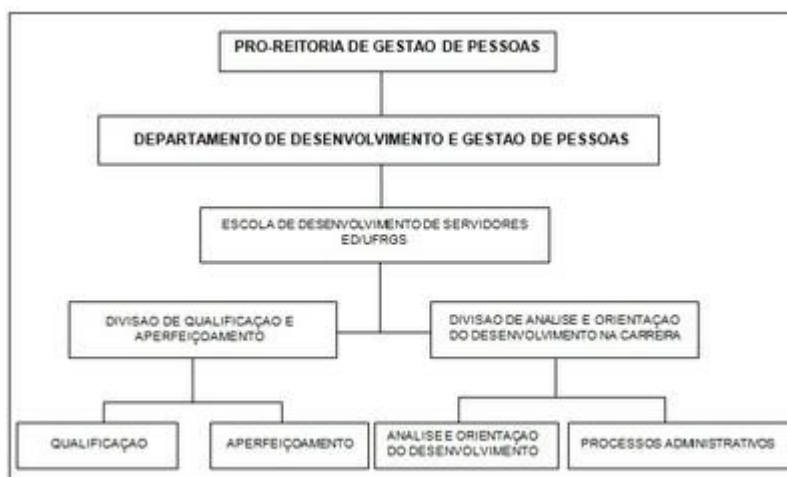 PRO-REITORIA DE GESTAO DE PESSOAS
DEPARTAMENTO DE DESENVOLVIMENTO E GESTAO DE PESSOAS
ESCOLA DE DESENVOLVIMENTO DE SERVIDORES
ED/UFRGS
DIVISAO DE QUALIFICAÇAO E
APERFEIÇOAMENTO
DIVISAO DE ANALISE E ORIENTAÇAO
DO DESENVOLVIMENTO NA CARREIRA
QUALIFICAÇAO
APERFEIÇOAMENTO
ANALISE E ORIENTAÇAO
DO DESENVOLVIMENTO
PROCESSOS ADMINISTRATIVOS